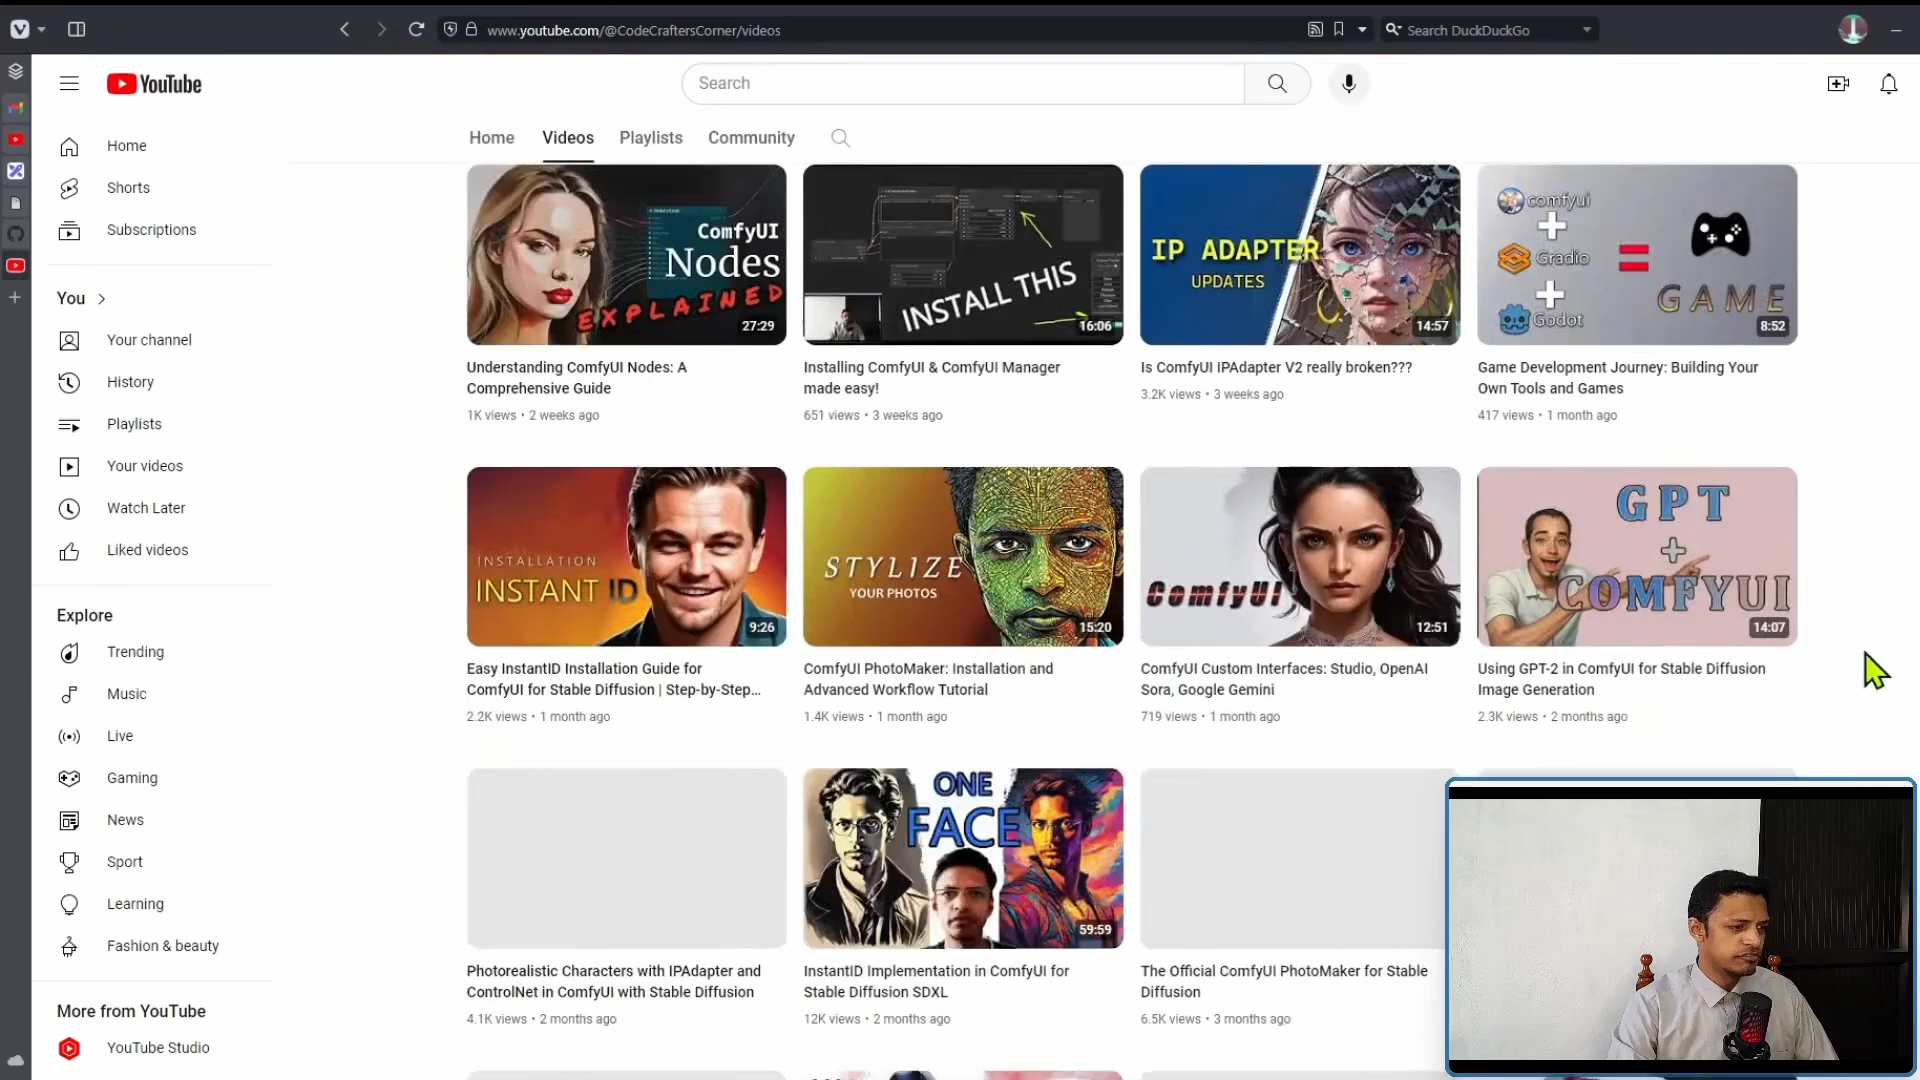 www.youtube.com/@CodeCraftersCorner/videos
Search DuckDuckGo
YouTube
Search
Home
Videos
Playlists
Community
Home
Shorts
Subscriptions
You
Your channel
History
Playlists
Your videos
Watch Later
Liked videos
Explore
Trending
Music
Live
Gaming
News
Sport
Learning
Fashion & beauty
More from YouTube
YouTube Studio
ComfyUI
Nodes
EXPLAINED
27:29
Understanding ComfyUI Nodes: A
Comprehensive Guide
1K views • 2 weeks ago
INSTALL THIS
16:06
Installing ComfyUI & ComfyUI Manager
made easy!
651 views • 3 weeks ago
IP ADAPTER
UPDATES
14:57
Is ComfyUI IPAdapter V2 really broken???
3.2K views • 3 weeks ago
comfyui
+
Gradio
+
Godot
=
GAME
8:52
Game Development Journey: Building Your
Own Tools and Games
417 views • 1 month ago
INSTALLATION
INSTANT ID
9:26
Easy InstantID Installation Guide for
ComfyUI for Stable Diffusion | Step-by-Step...
2.2K views • 1 month ago
STYLIZE
YOUR PHOTOS
15:20
ComfyUI PhotoMaker: Installation and
Advanced Workflow Tutorial
1.4K views • 1 month ago
ComfyUI
12:51
ComfyUI Custom Interfaces: Studio, OpenAI
Sora, Google Gemini
719 views • 1 month ago
GPT
+
COMFYUI
14:07
Using GPT-2 in ComfyUI for Stable Diffusion
Image Generation
2.3K views • 2 months ago
Photorealistic Characters with IPAdapter and
ControlNet in ComfyUI with Stable Diffusion
4.1K views • 2 months ago
ONE
FACE
59:59
InstantID Implementation in ComfyUI for
Stable Diffusion SDXL
12K views • 2 months ago
The Official ComfyUI PhotoMaker for Stable
Diffusion
6.5K views • 3 months ago